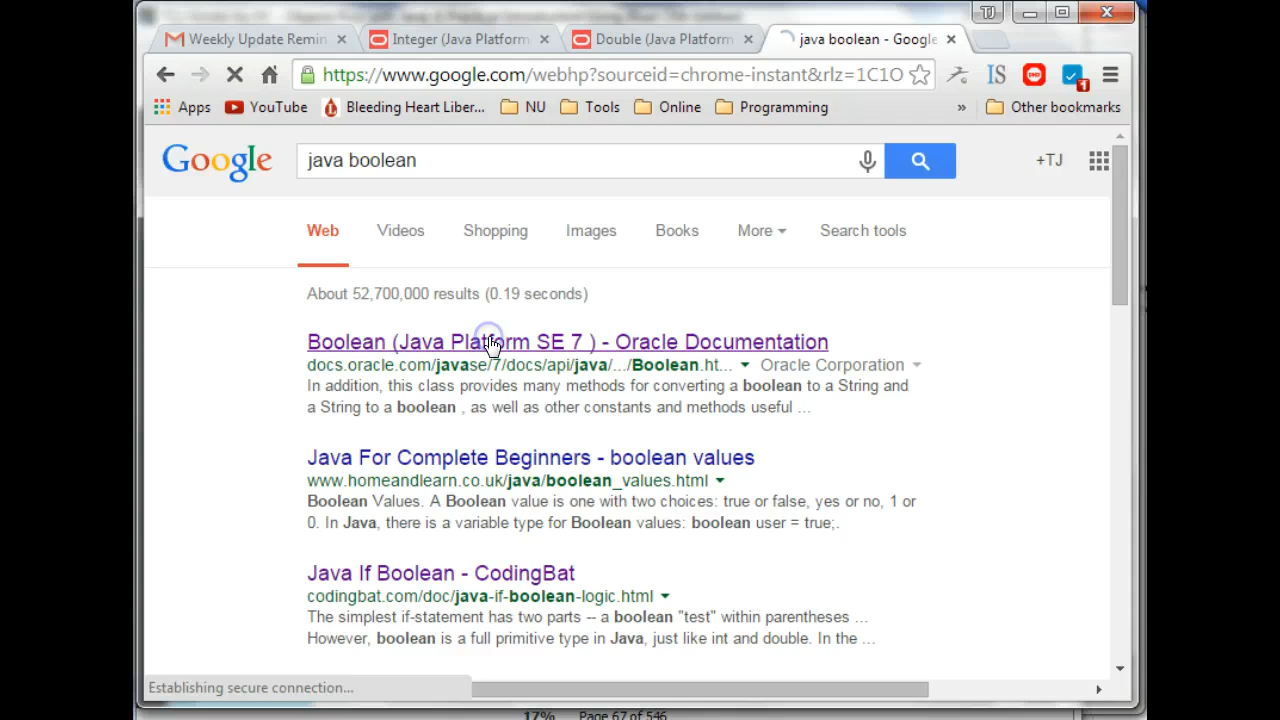 TJ
Weekly Update Remin
Integer (Java Platform
Double (Java Platform
java boolean - Google
https://www.google.com/webhp?sourceid=chrome-instant&rlz=1C1O
IS
1
Apps
YouTube
Bleeding Heart Liber...
NU
Tools
Online
Programming
»
Other bookmarks
Google
java boolean
+TJ
Web
Videos
Shopping
Images
Books
More
Search tools
About 52,700,000 results (0.19 seconds)
Boolean (Java Platform SE 7 ) - Oracle Documentation
docs.oracle.com/javase/7/docs/api/java/.../Boolean.ht... Oracle Corporation
In addition, this class provides many methods for converting a boolean to a String and
a String to a boolean , as well as other constants and methods useful ...
Java For Complete Beginners - boolean values
www.homeandlearn.co.uk/java/boolean_values.html
Boolean Values. A Boolean value is one with two choices: true or false, yes or no, 1 or
0. In Java, there is a variable type for Boolean values: boolean user = true;.
Java If Boolean - CodingBat
codingbat.com/doc/java-if-boolean-logic.html
The simplest if-statement has two parts -- a boolean "test" within parentheses ...
However, boolean is a full primitive type in Java, just like int and double. In the ...
Establishing secure connection...
17% Page 67 of 546